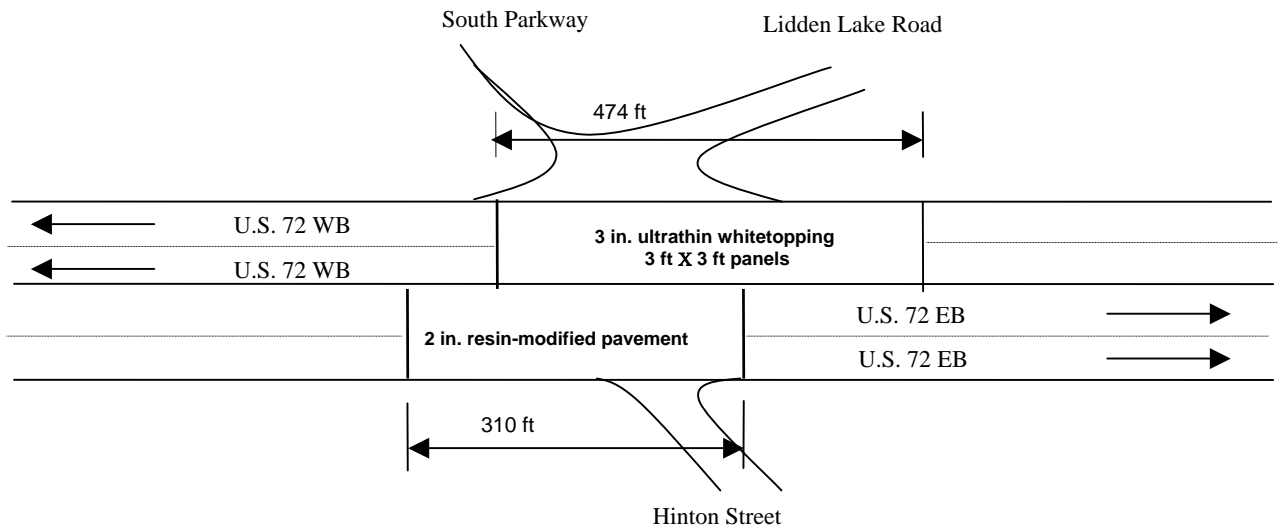 South Parkway
Lidden Lake Road
474 ft
U.S. 72 WB
3 in. ultrathin whitetopping
3 ft X 3 ft panels
U.S. 72 WB
2 in. resin-modified pavement
U.S. 72 EB
U.S. 72 EB
310 ft
Hinton Street